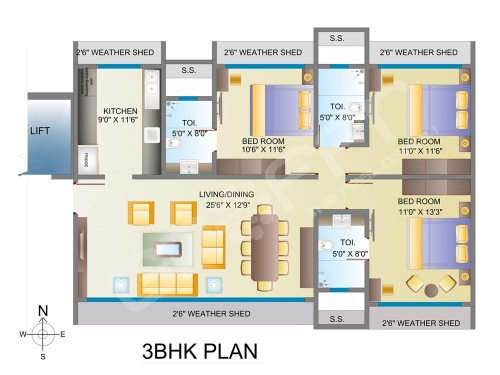 S.S.
2'6" WEATHER SHED
S.S.
2'6" WEATHER SHED
2'6" WEATHER SHED
KITCHEN
9'0" X 11'6"
FRIDGE
LIFT
TOI.
5'0" X 8'0"
BED ROOM
10'6" X 11'6"
TOI.
5'0" X 8'0"
BED ROOM
11'0" X 11'6"
LIVING/DINING
25'6" X 12'9"
BED ROOM
11'0" X 13'3"
TOI.
5'0" X 8'0"
2'6" WEATHER SHED
S.S.
2'6" WEATHER SHED
N
W
E
S
3BHK PLAN